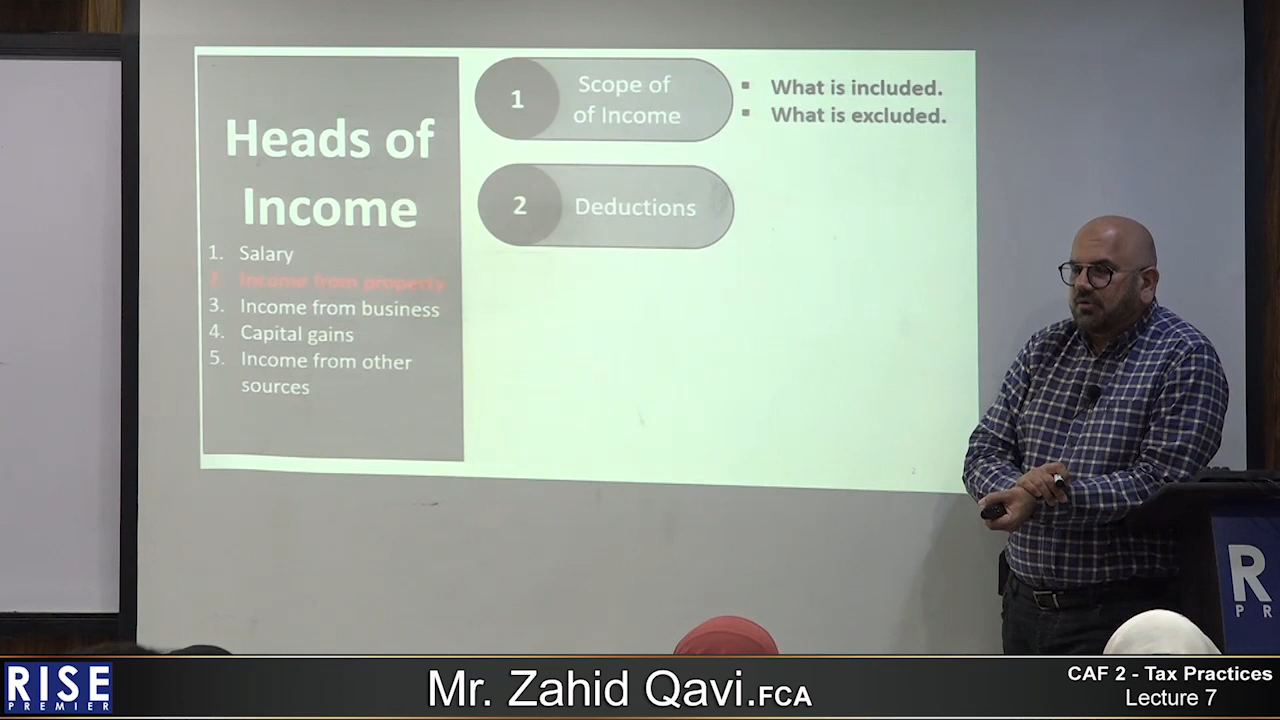 Heads of
Income
1. Salary
2. Income from property
3. Income from business
4. Capital gains
5. Income from other
sources
1
Scope of
of Income
▪ What is included.
▪ What is excluded.
2
Deductions
2
R
P R
RISE
PREMIER
Mr. Zahid Qavi.FCA
CAF 2 - Tax Practices
Lecture 7